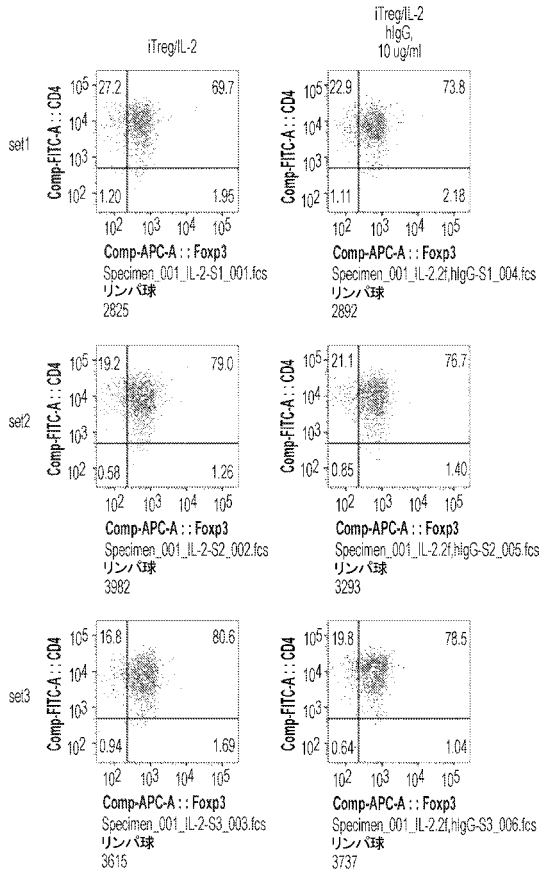 iTreg/IL-2
iTreg/IL-2
hIgG,
10 ug/ml
set1
Comp-FITC-A :: CD4
10⁵
10⁴
10³
10²
27.2
69.7
1.20
1.95
10² 10³ 10⁴ 10⁵
Comp-APC-A :: Foxp3
Specimen_001_IL-2-S1_001.fcs
リンパ球
2825
Comp-FITC-A :: CD4
10⁵
10⁴
10³
10²
22.9
73.8
1.11
2.18
10² 10³ 10⁴ 10⁵
Comp-APC-A :: Foxp3
Specimen_001_IL-2.2f,hIgG-S1_004.fcs
リンパ球
2892
set2
Comp-FITC-A :: CD4
10⁵
10⁴
10³
10²
19.2
79.0
0.58
1.26
10² 10³ 10⁴ 10⁵
Comp-APC-A :: Foxp3
Specimen_001_IL-2-S2_002.fcs
リンパ球
3982
Comp-FITC-A :: CD4
10⁵
10⁴
10³
10²
21.1
76.7
0.85
1.40
10² 10³ 10⁴ 10⁵
Comp-APC-A :: Foxp3
Specimen_001_IL-2.2f,hIgG-S2_005.fcs
リンパ球
3293
set3
Comp-FITC-A :: CD4
10⁵
10⁴
10³
10²
16.8
80.6
0.94
1.69
10² 10³ 10⁴ 10⁵
Comp-APC-A :: Foxp3
Specimen_001_IL-2-S3_003.fcs
リンパ球
3615
Comp-FITC-A :: CD4
10⁵
10⁴
10³
10²
19.8
78.5
0.64
1.04
10² 10³ 10⁴ 10⁵
Comp-APC-A :: Foxp3
Specimen_001_IL-2.2f,hIgG-S3_006.fcs
リンパ球
3737